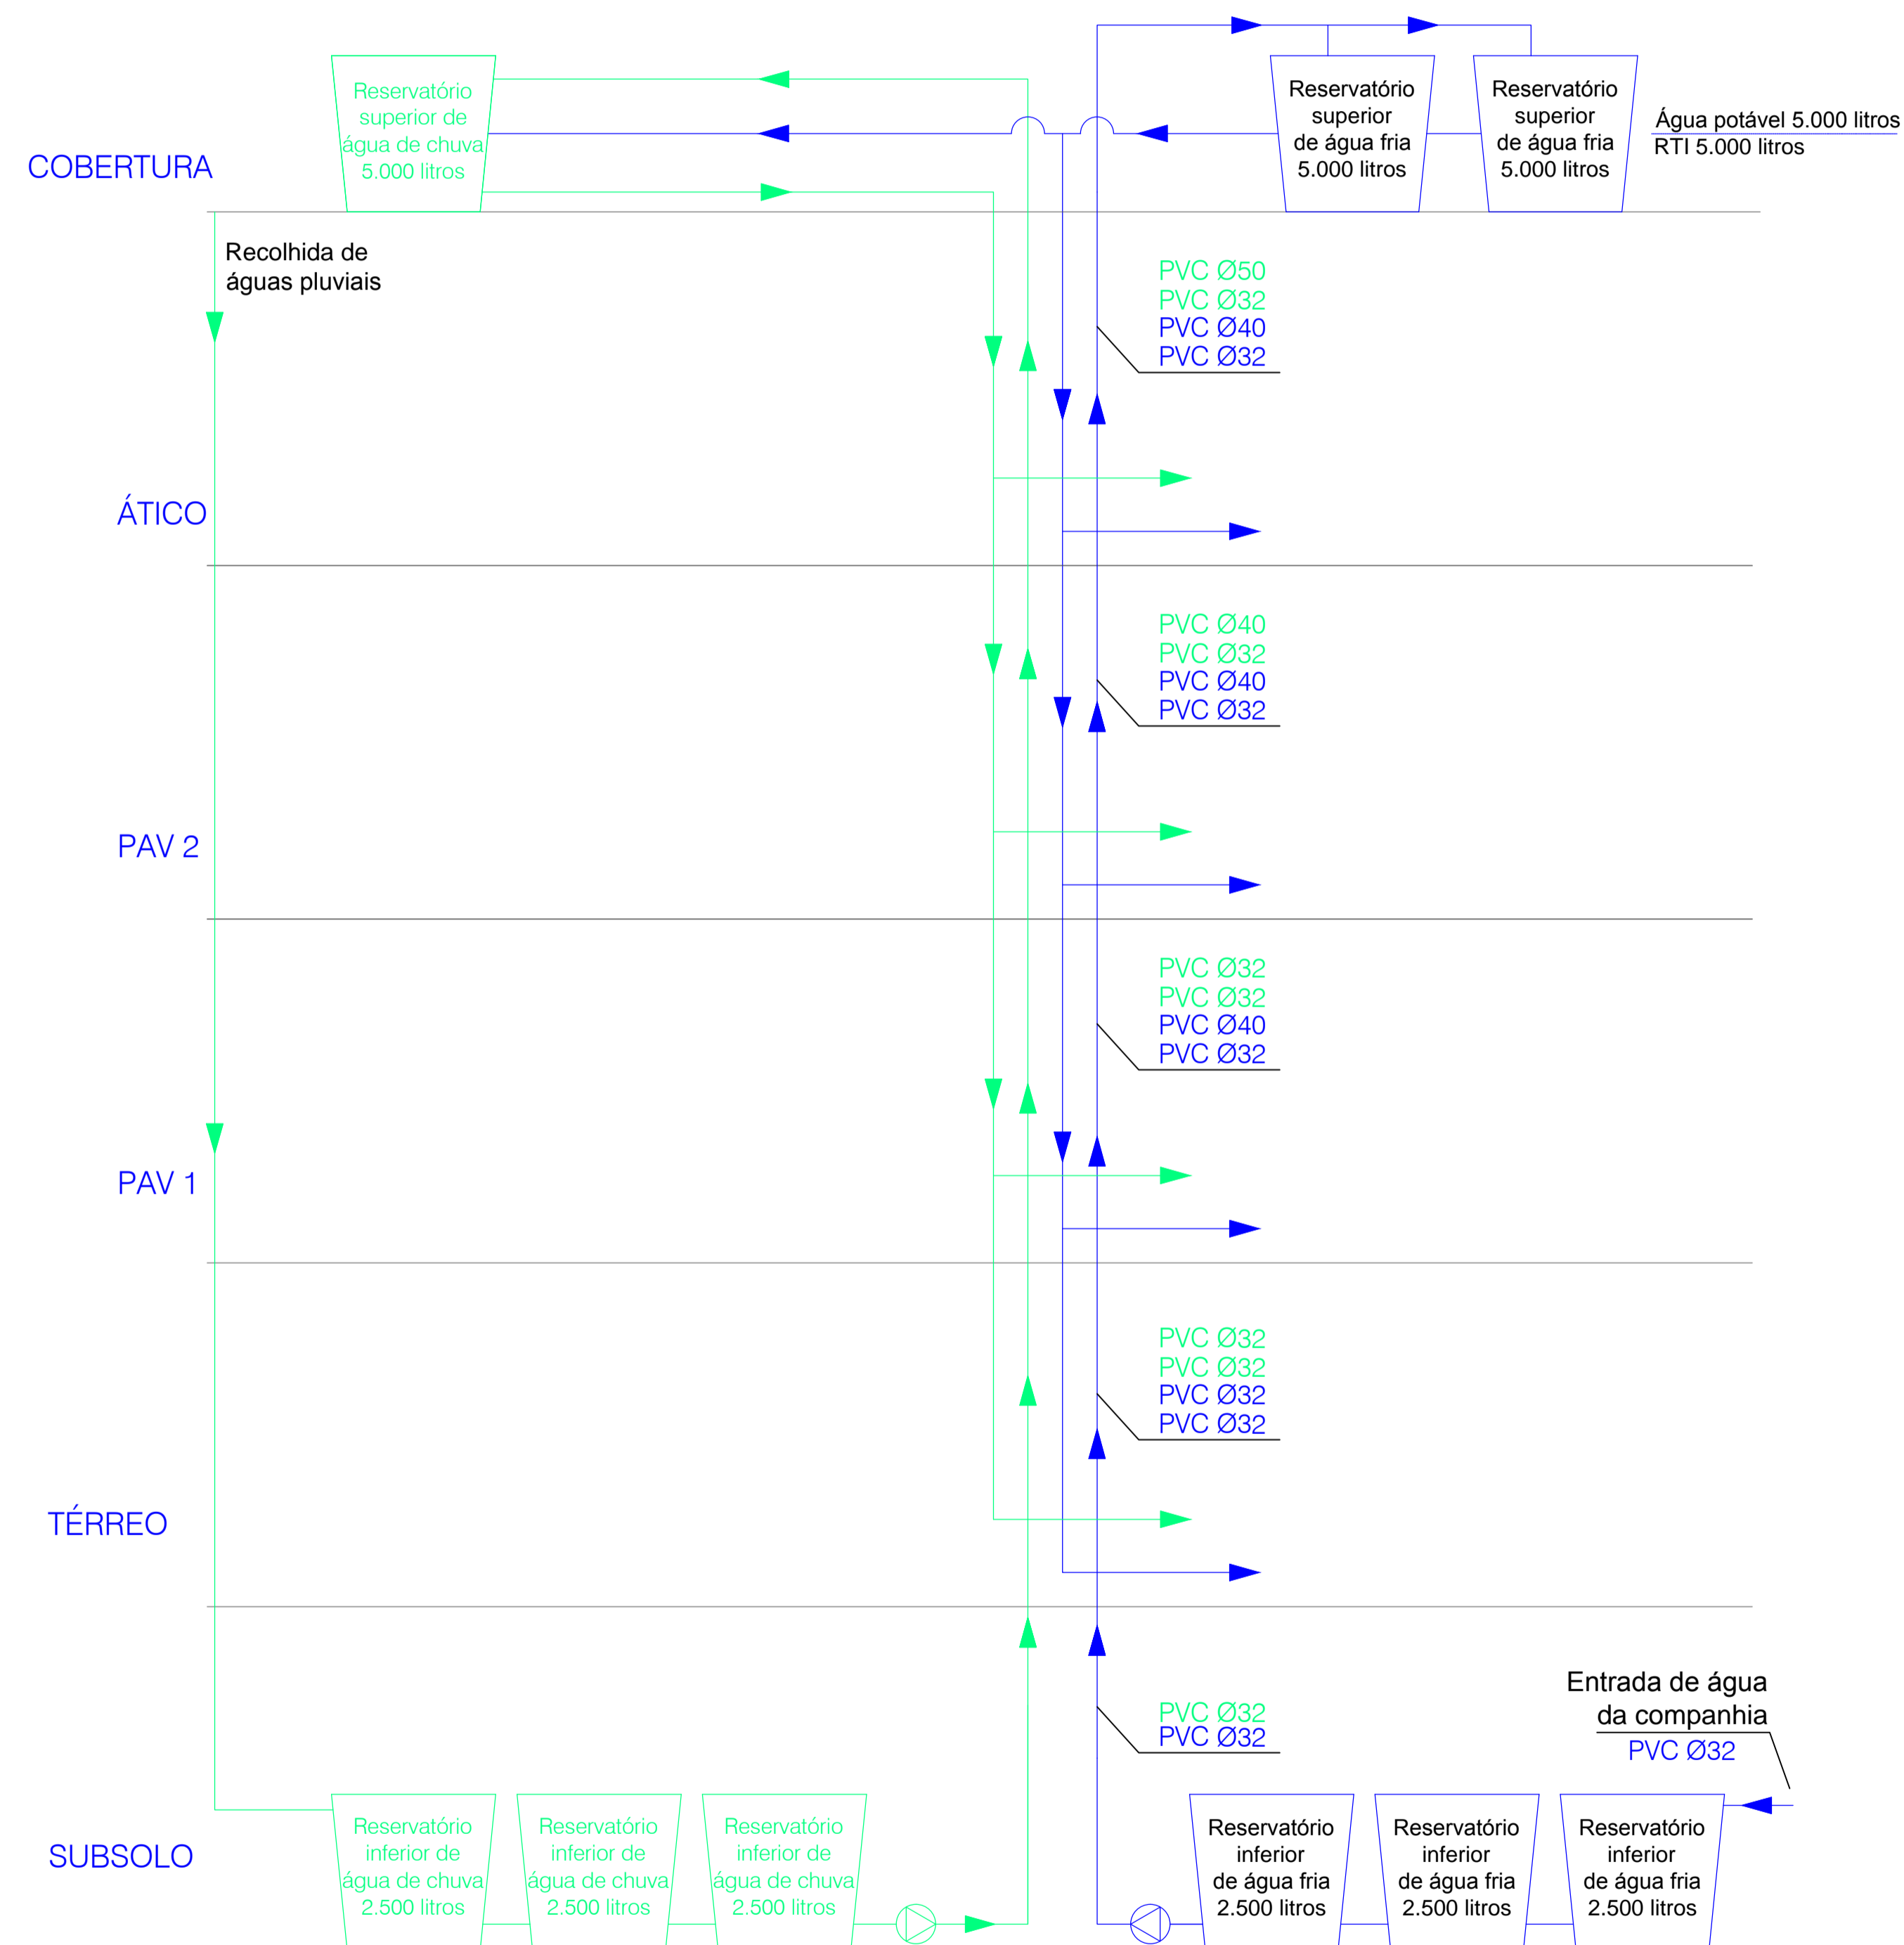 Reservatório
superior de
água de chuva
5.000 litros
Reservatório
superior
de água fria
5.000 litros
Reservatório
superior
de água fria
5.000 litros
Água potável 5.000 litros
RTI 5.000 litros
COBERTURA
Recolhida de
águas pluviais
PVC Ø50
PVC Ø32
PVC Ø40
PVC Ø32
ÁTICO
PVC Ø40
PVC Ø32
PVC Ø40
PVC Ø32
PAV 2
PVC Ø32
PVC Ø32
PVC Ø40
PVC Ø32
PAV 1
PVC Ø32
PVC Ø32
PVC Ø32
PVC Ø32
TÉRREO
PVC Ø32
PVC Ø32
Entrada de água
da companhia
PVC Ø32
SUBSOLO
Reservatório
inferior de
água de chuva
2.500 litros
Reservatório
inferior de
água de chuva
2.500 litros
Reservatório
inferior de
água de chuva
2.500 litros
Reservatório
inferior
de água fria
2.500 litros
Reservatório
inferior
de água fria
2.500 litros
Reservatório
inferior
de água fria
2.500 litros